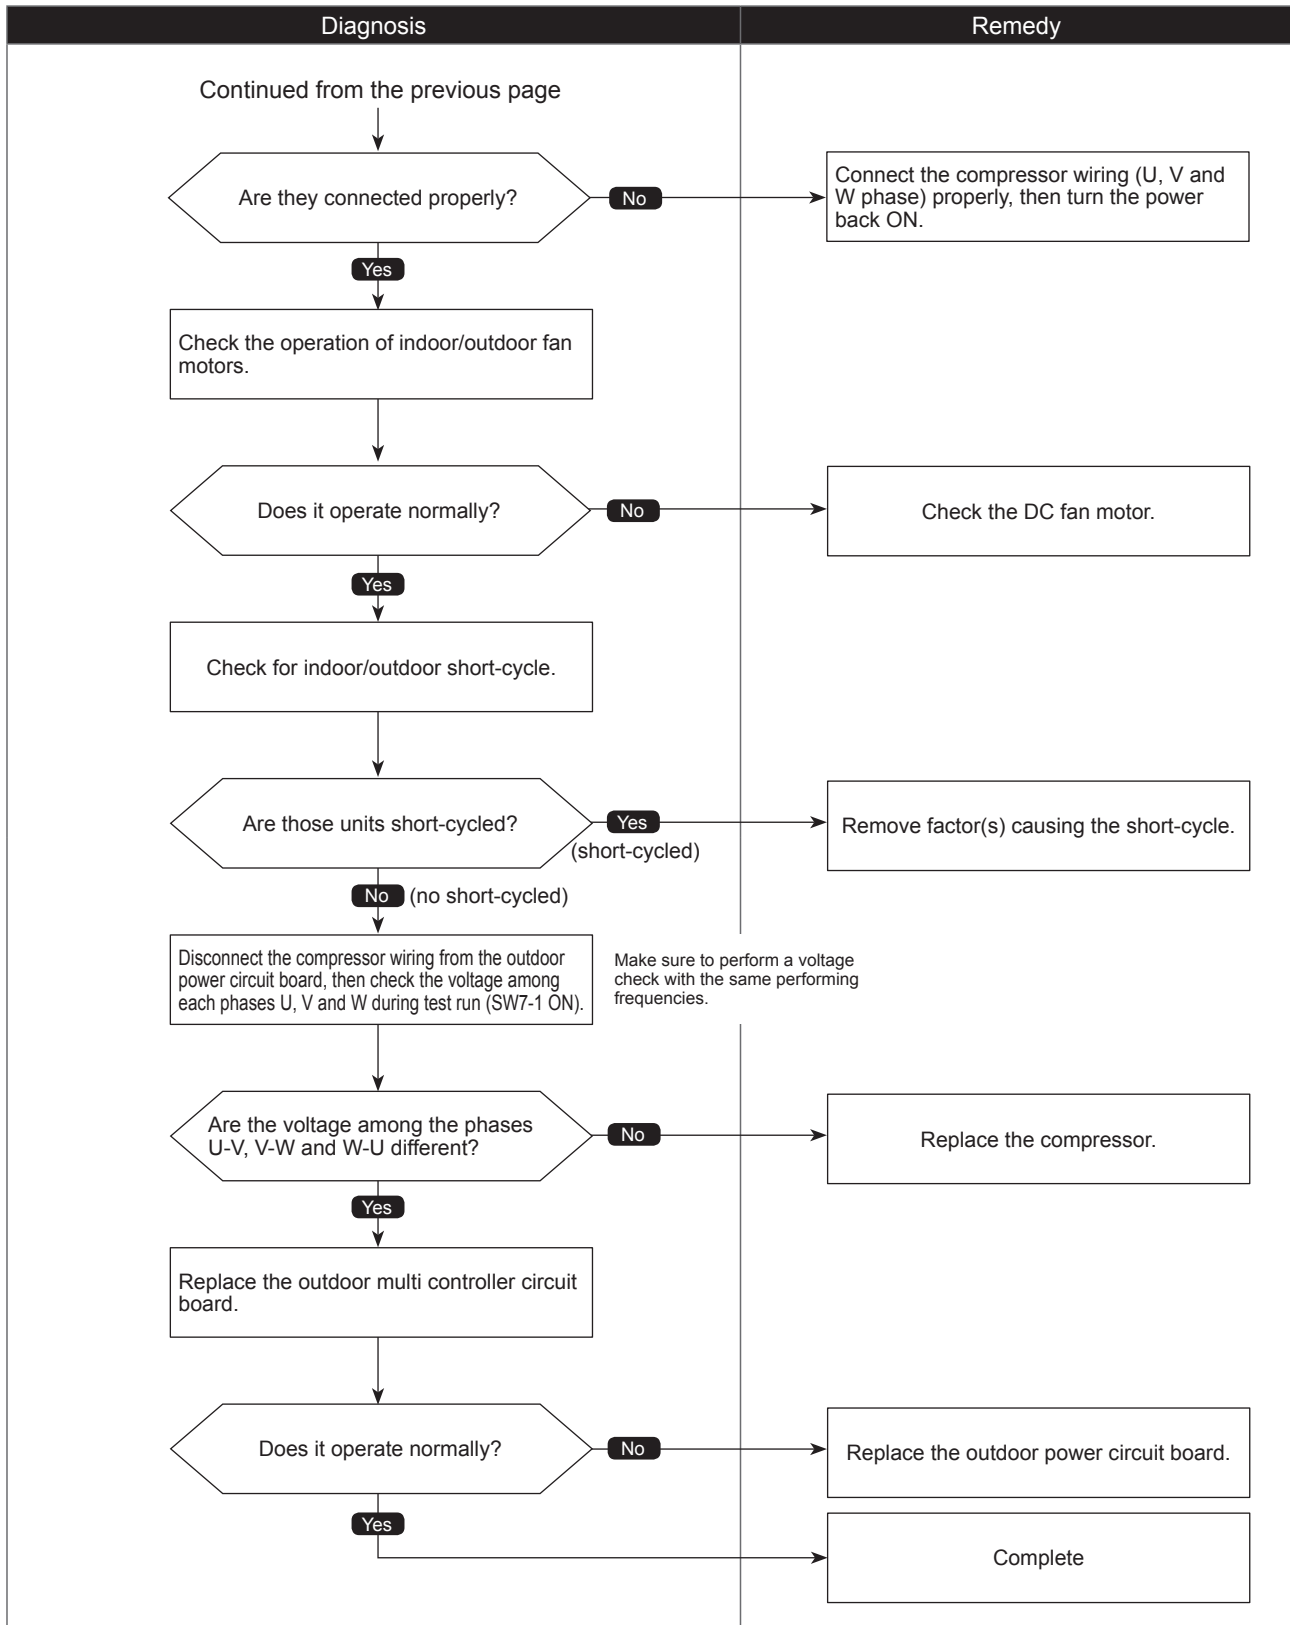 Diagnosis
Remedy
Continued from the previous page
Are they connected properly?
No
Connect the compressor wiring (U, V and
W phase) properly, then turn the power
back ON.
Yes
Check the operation of indoor/outdoor fan
motors.
Does it operate normally?
No
Check the DC fan motor.
Yes
Check for indoor/outdoor short-cycle.
Are those units short-cycled?
Yes
(short-cycled)
Remove factor(s) causing the short-cycle.
No (no short-cycled)
Disconnect the compressor wiring from the outdoor
power circuit board, then check the voltage among
each phases U, V and W during test run (SW7-1 ON).
Make sure to perform a voltage
check with the same performing
frequencies.
Are the voltage among the phases
U-V, V-W and W-U different?
No
Replace the compressor.
Yes
Replace the outdoor multi controller circuit
board.
Does it operate normally?
No
Replace the outdoor power circuit board.
Yes
Complete